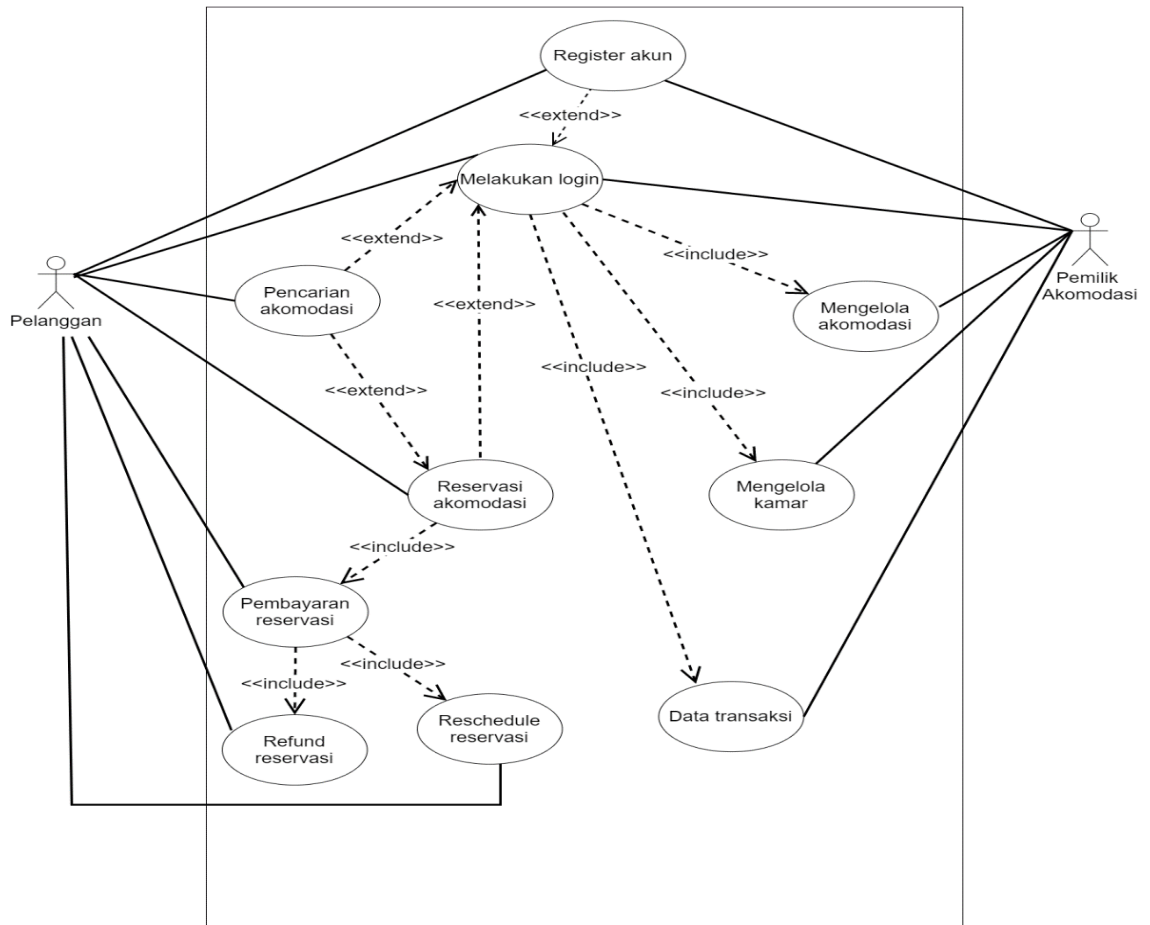 Register akun
<<extend>>
Melakukan login
<<extend>>
<<include>>
Pencarian
akomodasi
<<extend>>
Pelanggan
Pemilik
Akomodasi
Mengelola
akomodasi
<<extend>>
<<include>>
<<include>>
Reservasi
akomodasi
Mengelola
kamar
<<include>>
Pembayaran
reservasi
<<include>>
<<include>>
Reschedule
reservasi
Data transaksi
Refund
reservasi